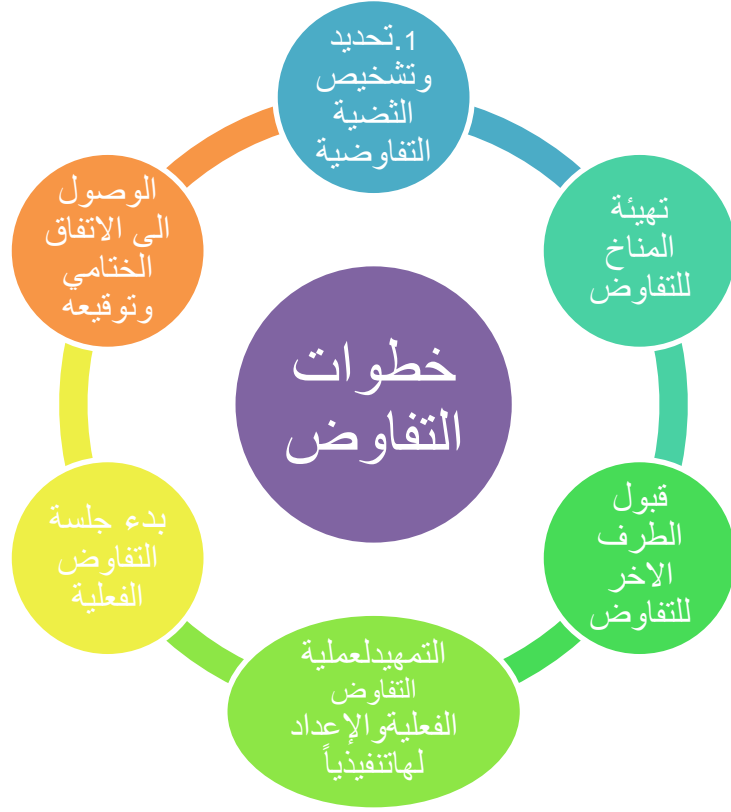 1.تحديد
وتشخيص
الثضية
التفاوضية
تهيئة
المناخ
للتفاوض
قبول
الطرف
الاخر
للتفاوض
التمهيدلعملية
التفاوض
الفعليةوالإعداد
لهاتنفيذياً
بدء جلسة
التفاوض
الفعلية
الوصول
الى الاتفاق
الختامي
وتوقيعه
خطوات
التفاوض